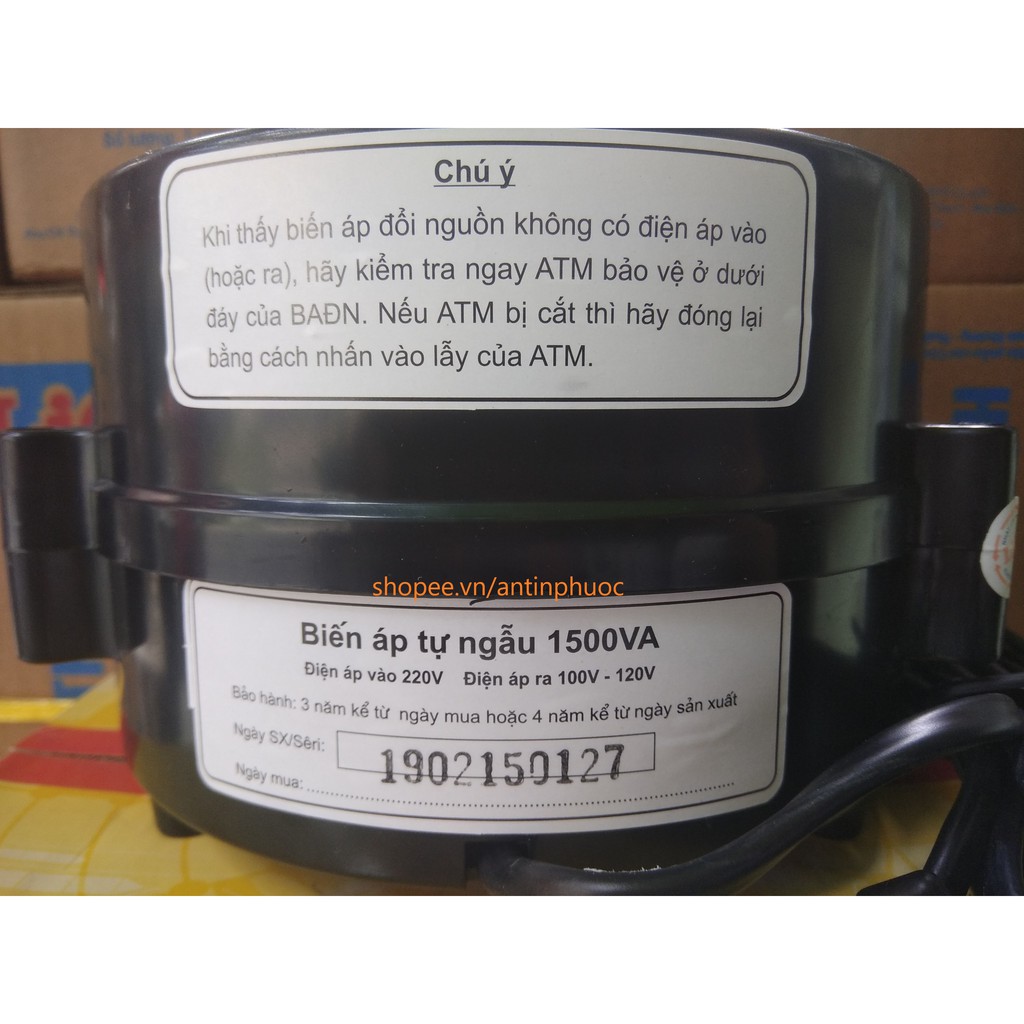 Chú ý
Khi thấy biến áp đổi nguồn không có điện áp vào
(hoặc ra), hãy kiểm tra ngay ATM bảo vệ ở dưới
đáy của BAĐN. Nếu ATM bị cắt thì hãy đóng lại
bằng cách nhấn vào lẫy của ATM.
shopee.vn/antinphuoc
Biến áp tự ngẫu 1500VA
Điện áp vào 220V Điện áp ra 100V - 120V
Bảo hành: 3 năm kể từ ngày mua hoặc 4 năm kể từ ngày sản xuất
Ngày SX/Sêri: 1902150127
Ngày mua: